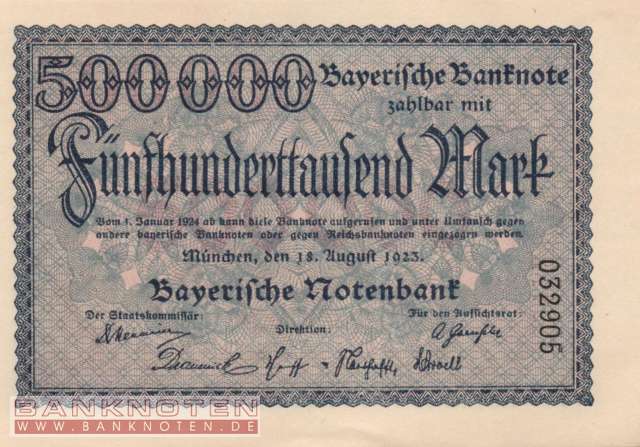 500000 Bayerische Banknote
zahlbar mit
Fünfhunderttausend Mark
Vom 1. Januar 1924 ab kann diese Banknote aufgerufen und unter Umtausch gegen
andere bayerische Banknoten oder gegen Reichsbanknoten eingezogen werden.
München, den 18. August 1923.
Bayerische Notenbank
Der Staatskommissär:
Direktion:
Für den Aufsichtsrat:
032905
BANKNOTEN
WWW.BANKNOTEN.DE